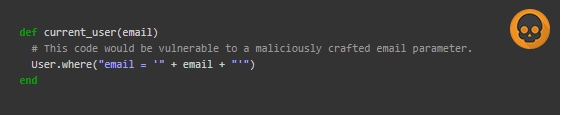 def current_user(email)
  # This code would be vulnerable to a maliciously crafted email parameter.
  User.where("email = '" + email + "'")
end